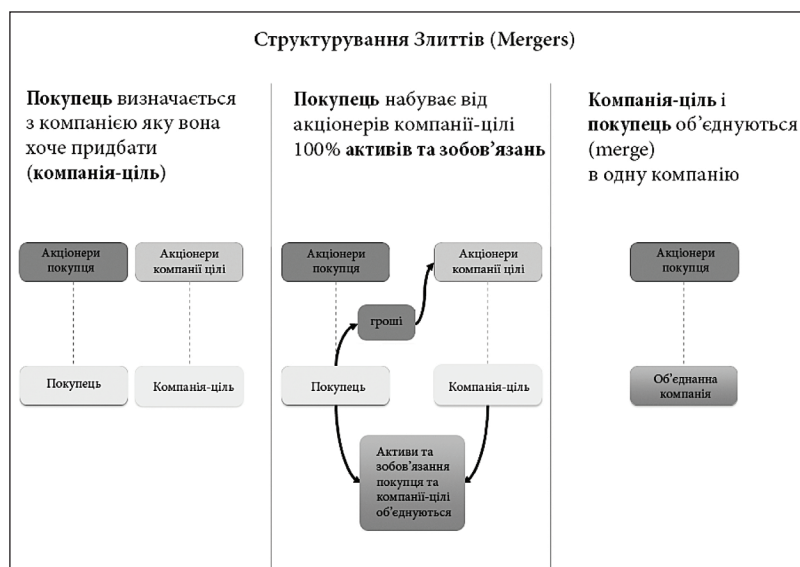 Структурування Злиттів (Mergers)
Покупець визначається
з компанією яку вона
хоче придбати
(компанія-ціль)
Покупець набуває від
акціонерів компанії-цілі
100% активів та зобов’язань
Компанія-ціль і
покупець об’єднуються
(merge)
в одну компанію
Акціонери
покупця
Акціонери
компанії цілі
Акціонери
покупця
Акціонери
компанії цілі
Акціонери
покупця
гроші
Покупець
Компанія-ціль
Покупець
Компанія-ціль
Об’єднанна
компанія
Активи та
зобов’язання
покупця та
компанії-цілі
об’єднуються